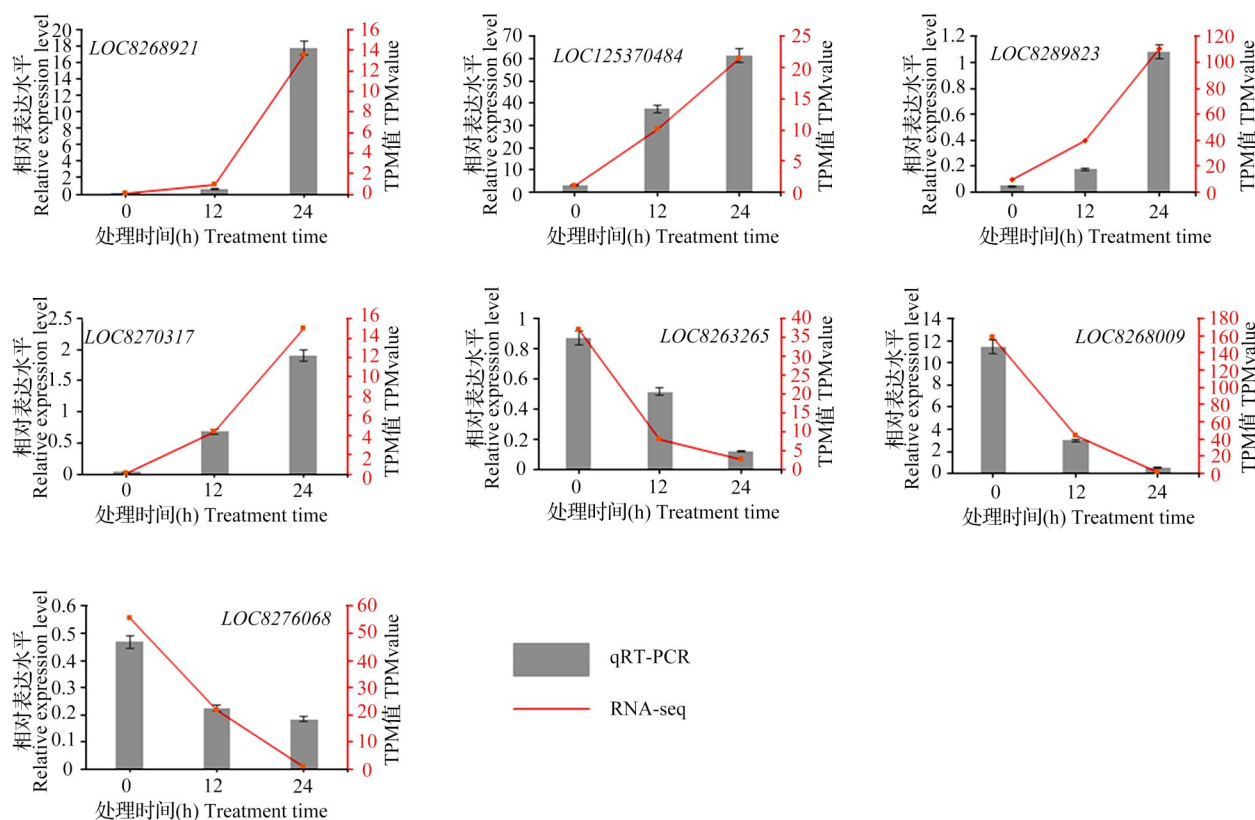 LOC8268921
相对表达水平
Relative expression level
20
18
16
14
12
10
8
6
4
2
0
16
14
12
10
8
6
4
2
0
TPM值 TPMvalue
0 12 24
处理时间(h) Treatment time
LOC125370484
相对表达水平
Relative expression level
70
60
50
40
30
20
10
0
25
20
15
10
5
0
TPM值 TPMvalue
0 12 24
处理时间(h) Treatment time
LOC8289823
相对表达水平
Relative expression level
1.2
1
0.8
0.6
0.4
0.2
0
120
100
80
60
40
20
0
TPM值 TPMvalue
0 12 24
处理时间(h) Treatment time
LOC8270317
相对表达水平
Relative expression level
2.5
2
1.5
1
0.5
0
16
14
12
10
8
6
4
2
0
TPM值 TPMvalue
0 12 24
处理时间(h) Treatment time
LOC8263265
相对表达水平
Relative expression level
1
0.8
0.6
0.4
0.2
0
40
35
30
25
20
15
10
5
0
TPM值 TPMvalue
0 12 24
处理时间(h) Treatment time
LOC8268009
相对表达水平
Relative expression level
14
12
10
8
6
4
2
0
180
160
140
120
100
80
60
40
20
0
TPM值 TPMvalue
0 12 24
处理时间(h) Treatment time
LOC8276068
相对表达水平
Relative expression level
0.6
0.5
0.4
0.3
0.2
0.1
0
60
50
40
30
20
10
0
TPM值 TPMvalue
0 12 24
处理时间(h) Treatment time
qRT-PCR
RNA-seq